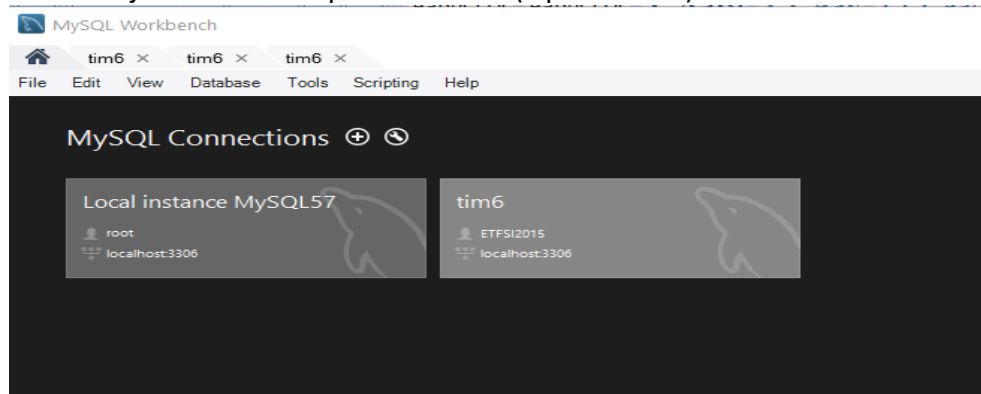 MySQL Workbench
tim6 × tim6 × tim6 ×
File Edit View Database Tools Scripting Help
MySQL Connections
Local instance MySQL57
root
localhost:3306
tim6
ETFSI2015
localhost:3306